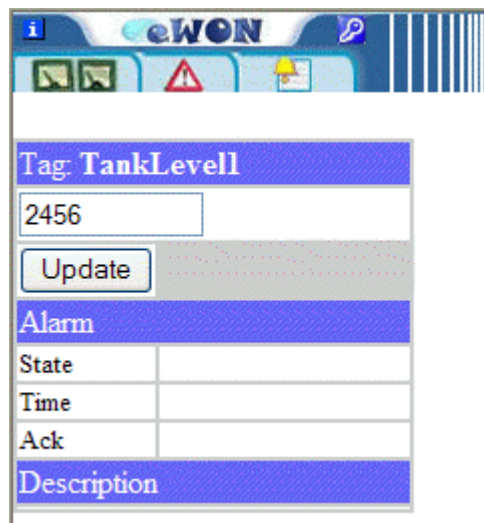 i eWON
Tag: TankLevel1
2456
Update
Alarm
State
Time
Ack
Description